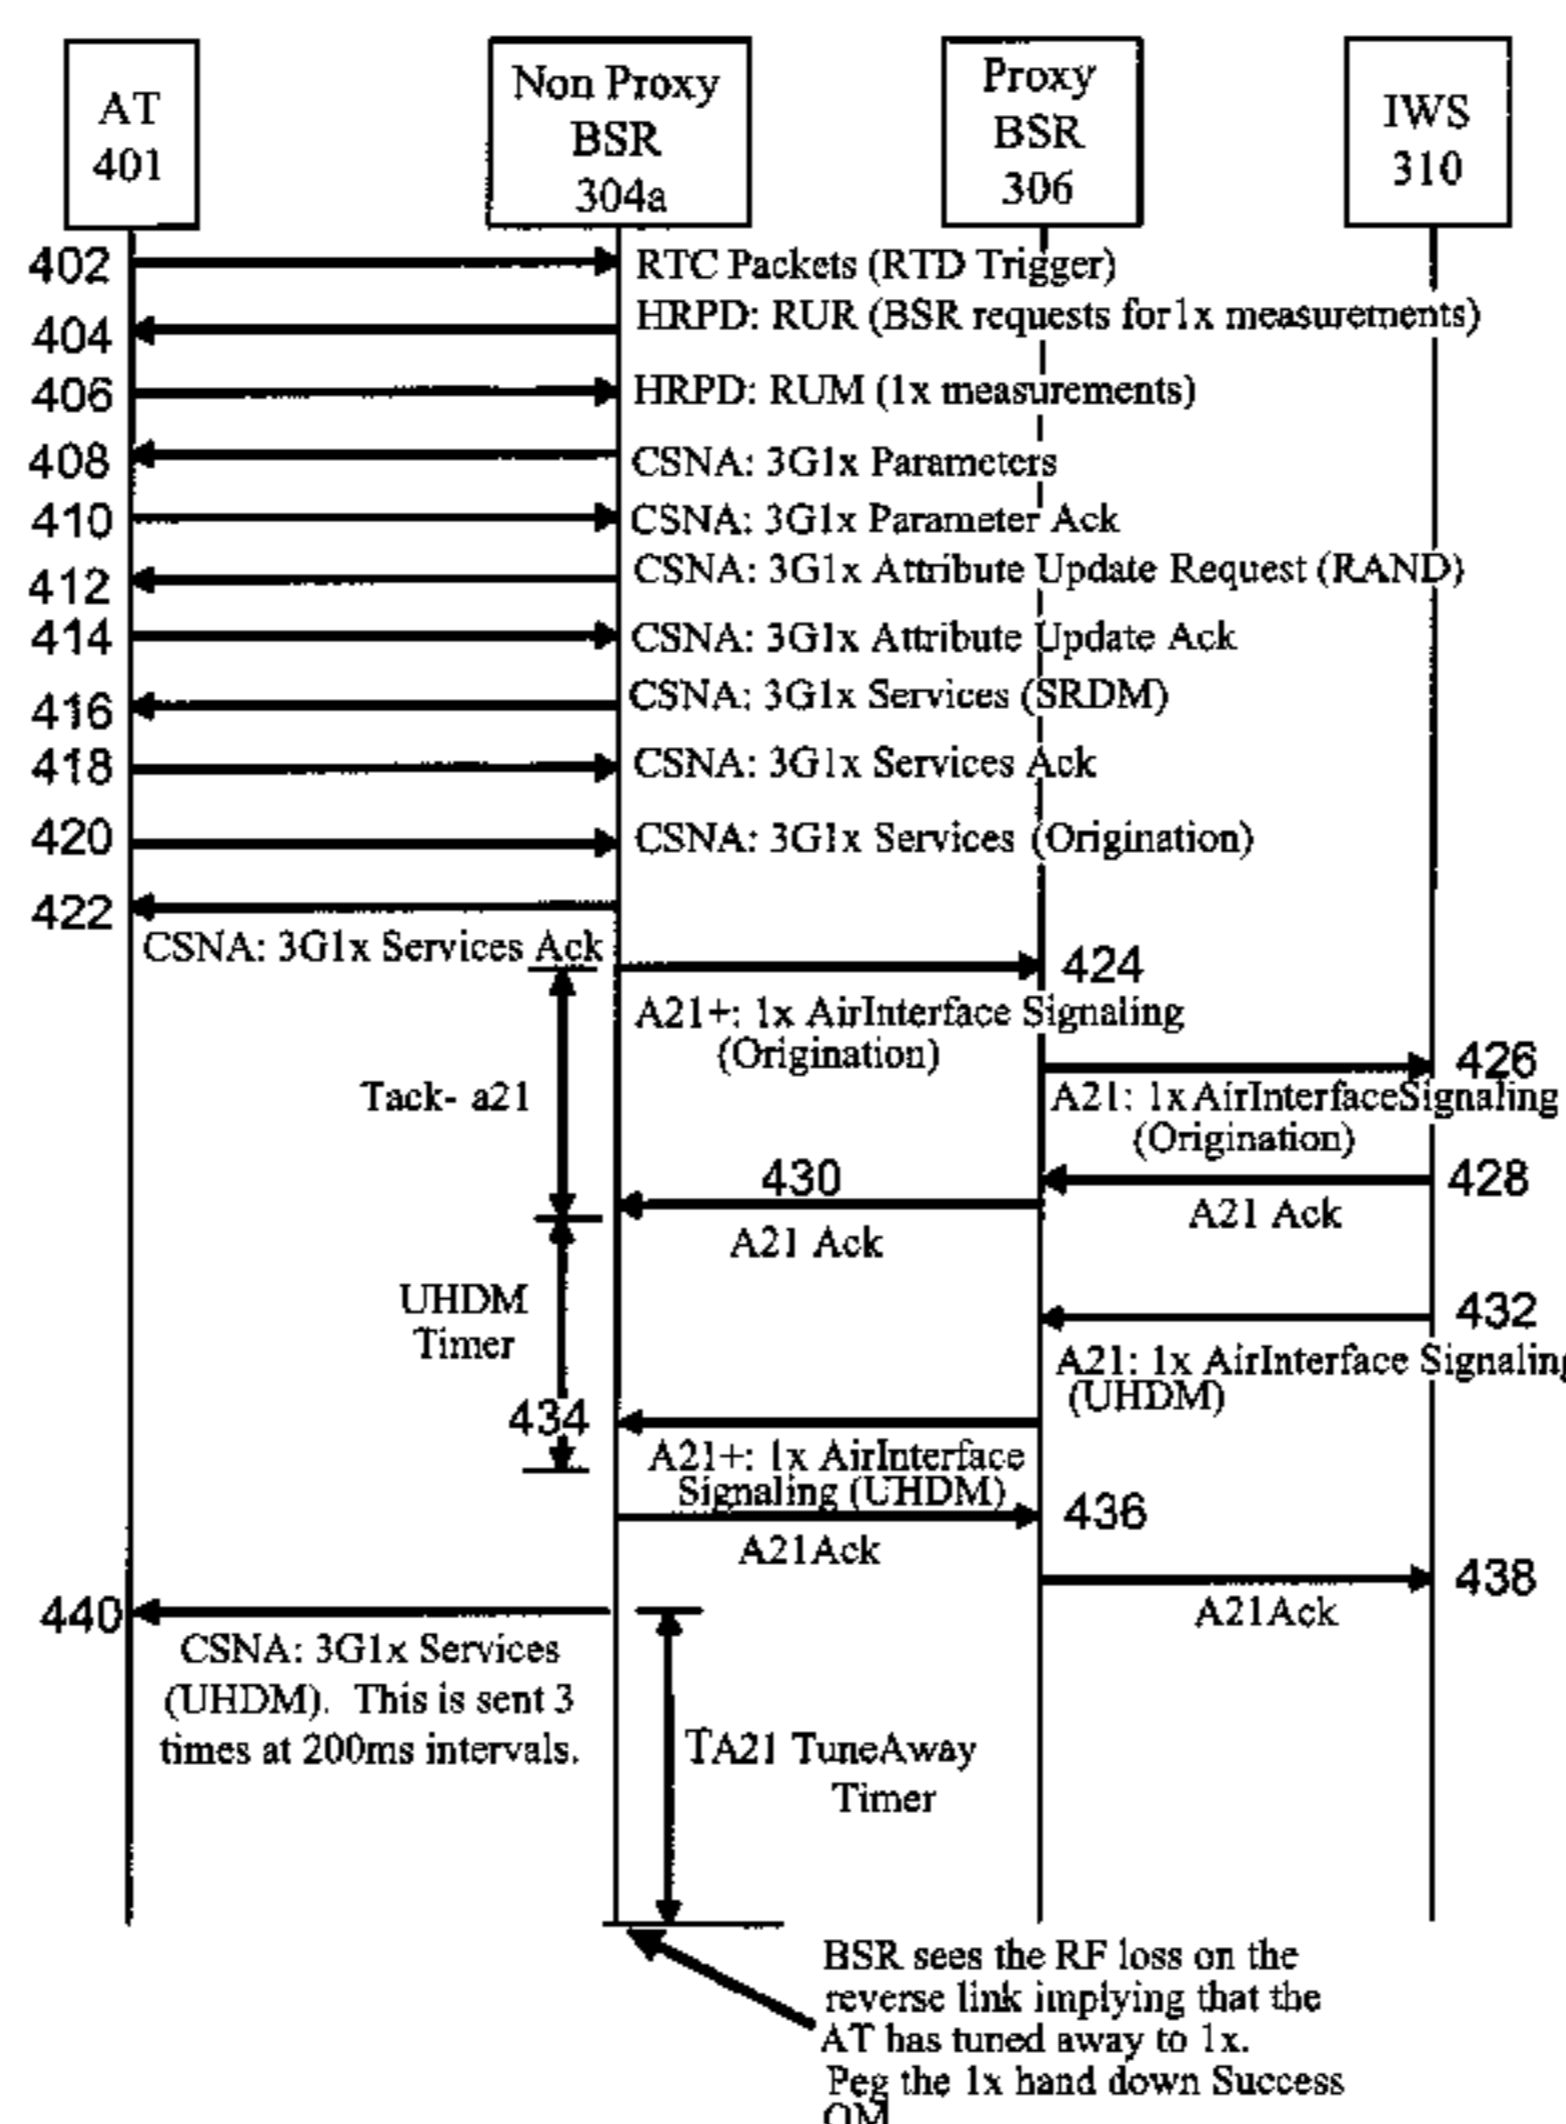 AT
401
Non Proxy
BSR
304a
Proxy
BSR
306
IWS
310
402
RTC Packets (RTD Trigger)
404
HRPD: RUR (BSR requests for1x measurements)
406
HRPD: RUM (1x measurements)
408
CSNA: 3G1x Parameters
410
CSNA: 3G1x Parameter Ack
412
CSNA: 3G1x Attribute Update Request (RAND)
414
CSNA: 3G1x Attribute Update Ack
416
CSNA: 3G1x Services (SRDM)
418
CSNA: 3G1x Services Ack
420
CSNA: 3G1x Services (Origination)
422
CSNA: 3G1x Services Ack
424
A21+: 1x AirInterface Signaling
(Origination)
426
A21: 1xAirInterfaceSignaling
(Origination)
Tack- a21
428
A21 Ack
430
A21 Ack
UHDM
Timer
432
A21: 1x AirInterface Signaling
(UHDM)
434
A21+: 1x AirInterface
Signaling (UHDM)
436
A21Ack
438
A21Ack
440
CSNA: 3G1x Services
(UHDM). This is sent 3
times at 200ms intervals.
TA21 TuneAway
Timer
BSR sees the RF loss on the
reverse link implying that the
AT has tuned away to 1x.
Peg the 1x hand down Success
OM